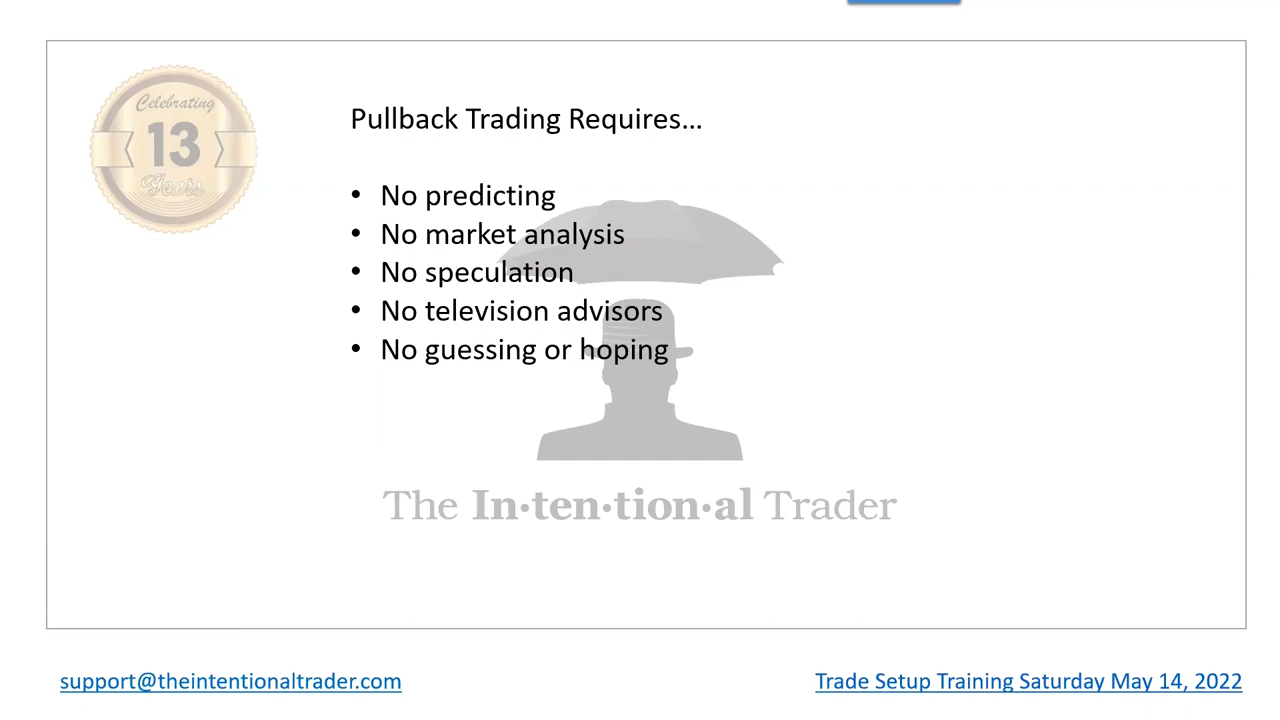 Celebrating
13
Years
Pullback Trading Requires…
• No predicting
• No market analysis
• No speculation
• No television advisors
• No guessing or hoping
The In·ten·tion·al Trader
support@theintentionaltrader.com
Trade Setup Training Saturday May 14, 2022